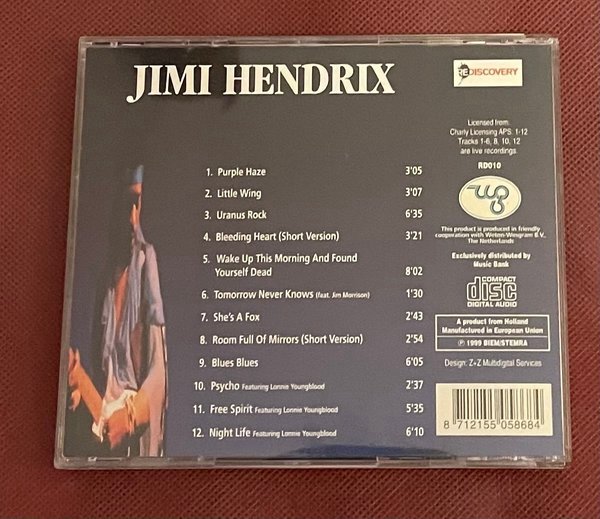 JIMI HENDRIX
REDISCOVERY
Licensed from:
Charly Licensing APS: 1-12
Tracks 1-6, 8, 10, 12
are live recordings.
RD010
This product is produced in friendly
cooperation with Weton-Wesgram B.V.,
The Netherlands
Exclusively distributed by
Music Bank
COMPACT
disc
DIGITAL AUDIO
A product from Holland
Manufactured in European Union
℗ 1999 BIEM/STEMRA
Design: Z+Z Multidigital Services
8 712155 058684
1. Purple Haze 3'05
2. Little Wing 3'07
3. Uranus Rock 6'35
4. Bleeding Heart (Short Version) 3'21
5. Wake Up This Morning And Found
Yourself Dead 8'02
6. Tomorrow Never Knows (feat. Jim Morrison) 1'30
7. She's A Fox 2'43
8. Room Full Of Mirrors (Short Version) 2'54
9. Blues Blues 6'05
10. Psycho Featuring Lonnie Youngblood 2'37
11. Free Spirit Featuring Lonnie Youngblood 5'35
12. Night Life Featuring Lonnie Youngblood 6'10